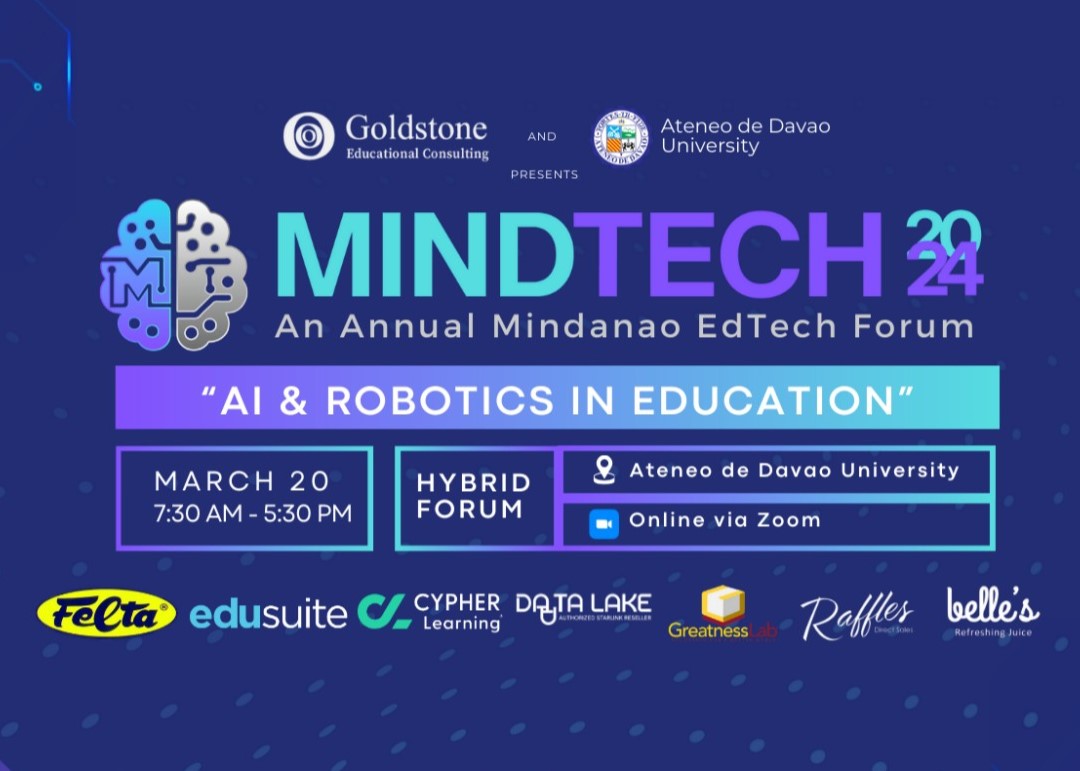 Goldstone
Educational Consulting
AND
Ateneo de Davao
University
PRESENTS
MT
MINDTECH 2024
An Annual Mindanao EdTech Forum
“AI & ROBOTICS IN EDUCATION”
MARCH 20
7:30 AM - 5:30 PM
HYBRID
FORUM
Ateneo de Davao University
Online via Zoom
Felta®
edusuite
CYPHER
Learning
DATA LAKE
AUTHORIZED STARLINK RESELLER
GreatnessLab
Raffles
Direct Sales
belle's
Refreshing Juice